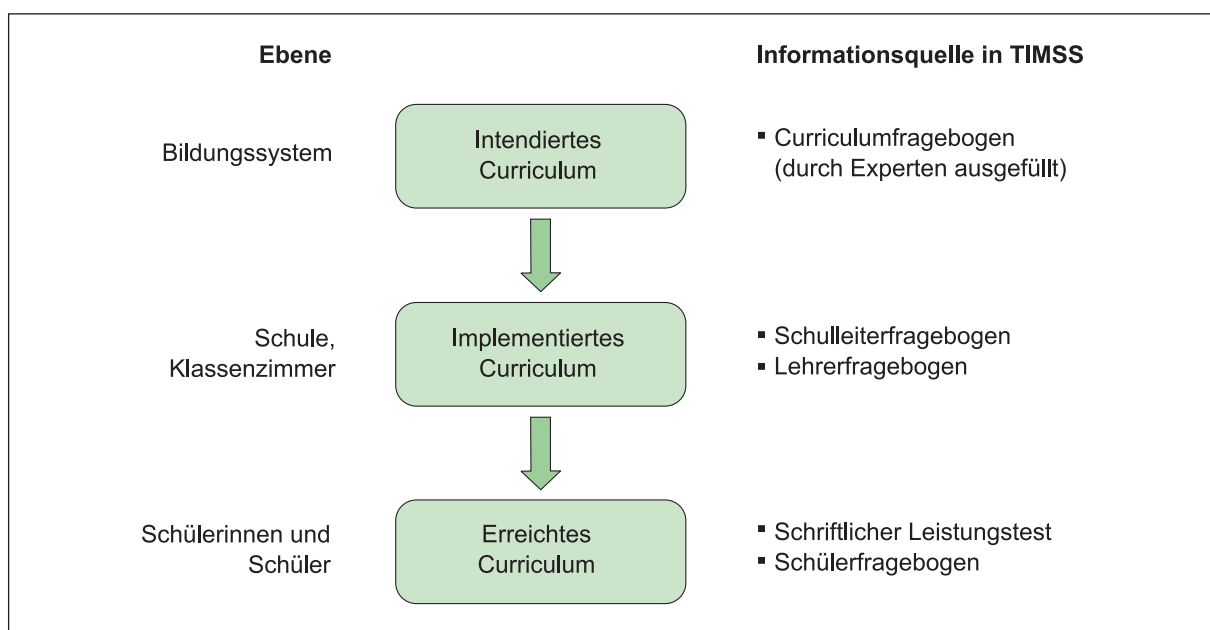 Ebene
Informationsquelle in TIMSS
Bildungssystem
Intendiertes
Curriculum
▪ Curriculumfragebogen
(durch Experten ausgefüllt)
Schule,
Klassenzimmer
Implementiertes
Curriculum
▪ Schulleiterfragebogen
▪ Lehrerfragebogen
Schülerinnen und
Schüler
Erreichtes
Curriculum
▪ Schriftlicher Leistungstest
▪ Schülerfragebogen